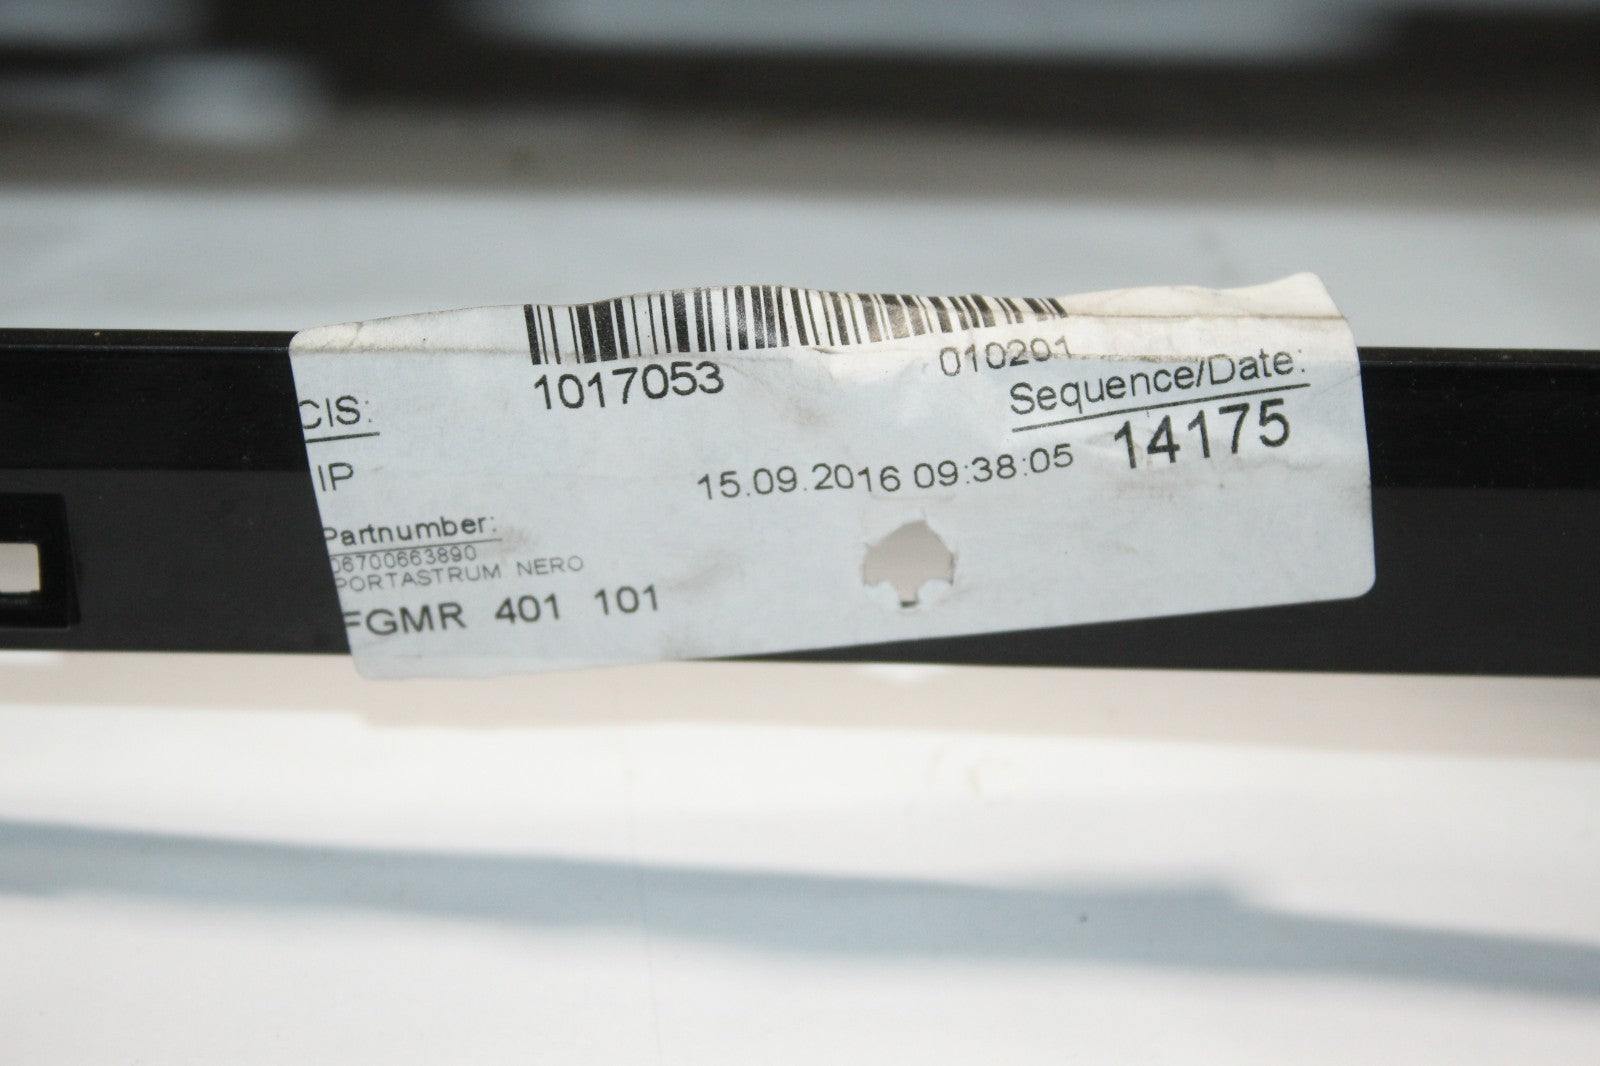 1017053 010201
CIS: Sequence/Date:
IP 15.09.2016 09:38:05 14175
Partnumber:
06700663890
PORTASTRUM NERO
FGMR 401 101